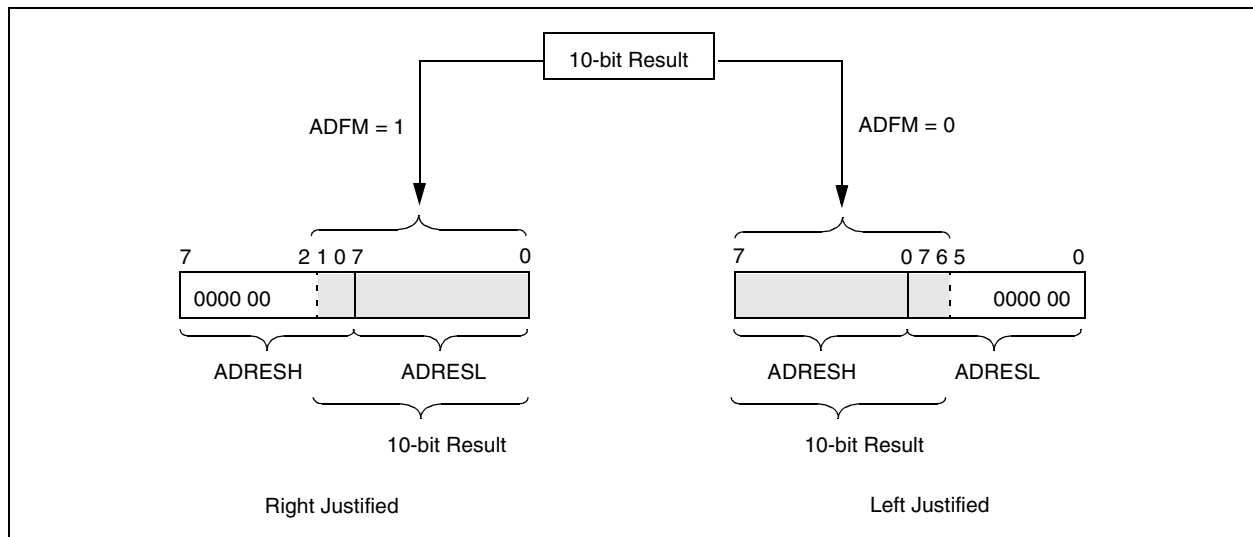 10-bit Result
ADFM = 1
ADFM = 0
7 2 1 0 7 0
7 0 7 6 5 0
0000 00
0000 00
ADRESH ADRESL
ADRESH ADRESL
10-bit Result
10-bit Result
Right Justified
Left Justified